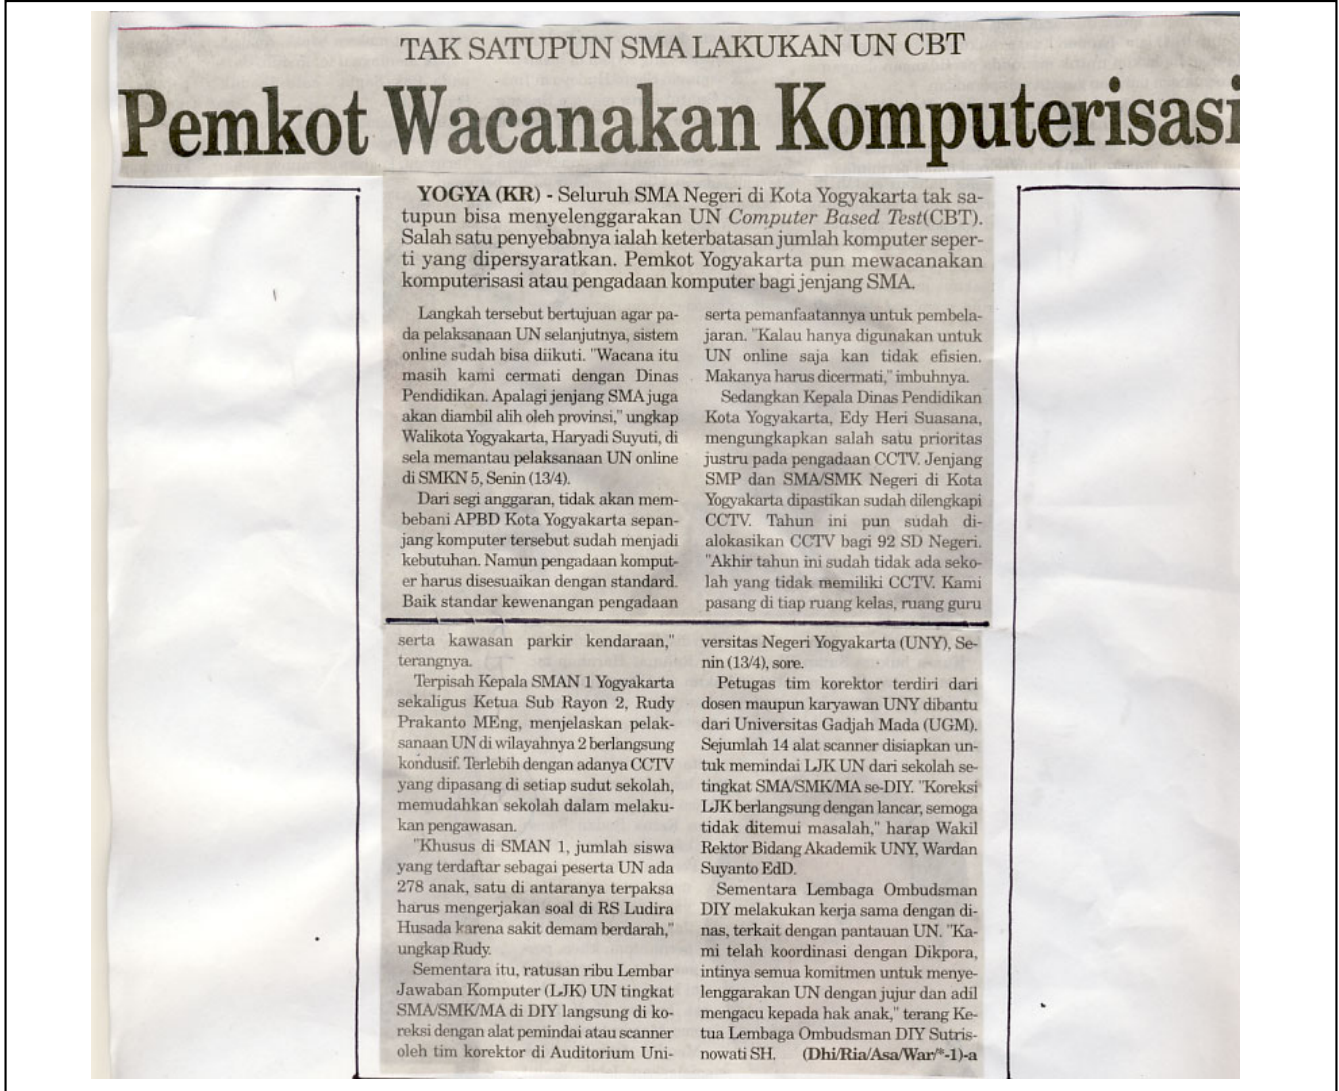 TAK SATUPUN SMA LAKUKAN UN CBT
Pemkot Wacanakan Komputerisasi
YOGYA (KR) - Seluruh SMA Negeri di Kota Yogyakarta tak sa-
tupun bisa menyelenggarakan UN Computer Based Test(CBT).
Salah satu penyebabnya ialah keterbatasan jumlah komputer seper-
ti yang dipersyaratkan. Pemkot Yogyakarta pun mewacanakan
komputerisasi atau pengadaan komputer bagi jenjang SMA.
Langkah tersebut bertujuan agar pa-
da pelaksanaan UN selanjutnya, sistem
online sudah bisa diikuti. "Wacana itu
masih kami cermati dengan Dinas
Pendidikan. Apalagi jenjang SMA juga
akan diambil alih oleh provinsi," ungkap
Walikota Yogyakarta, Haryadi Suyuti, di
sela memantau pelaksanaan UN online
di SMKN 5, Senin (13/4).
Dari segi anggaran, tidak akan mem-
bebani APBD Kota Yogyakarta sepan-
jang komputer tersebut sudah menjadi
kebutuhan. Namun pengadaan komput-
er harus disesuaikan dengan standard.
Baik standar kewenangan pengadaan
serta pemanfaatannya untuk pembela-
jaran. "Kalau hanya digunakan untuk
UN online saja kan tidak efisien.
Makanya harus dicermati," imbuhnya.
Sedangkan Kepala Dinas Pendidikan
Kota Yogyakarta, Edy Heri Suasana,
mengungkapkan salah satu prioritas
justru pada pengadaan CCTV. Jenjang
SMP dan SMA/SMK Negeri di Kota
Yogyakarta dipastikan sudah dilengkapi
CCTV. Tahun ini pun sudah di-
alokasikan CCTV bagi 92 SD Negeri.
"Akhir tahun ini sudah tidak ada seko-
lah yang tidak memiliki CCTV. Kami
pasang di tiap ruang kelas, ruang guru
serta kawasan parkir kendaraan,"
terangnya.
Terpisah Kepala SMAN 1 Yogyakarta
sekaligus Ketua Sub Rayon 2, Rudy
Prakanto MEng, menjelaskan pelak-
sanaan UN di wilayahnya 2 berlangsung
kondusif. Terlebih dengan adanya CCTV
yang dipasang di setiap sudut sekolah,
memudahkan sekolah dalam melaku-
kan pengawasan.
"Khusus di SMAN 1, jumlah siswa
yang terdaftar sebagai peserta UN ada
278 anak, satu di antaranya terpaksa
harus mengerjakan soal di RS Ludira
Husada karena sakit demam berdarah,"
ungkap Rudy.
Sementara itu, ratusan ribu Lembar
Jawaban Komputer (LJK) UN tingkat
SMA/SMK/MA di DIY langsung di ko-
reksi dengan alat pemindai atau scanner
oleh tim korektor di Auditorium Uni-
versitas Negeri Yogyakarta (UNY), Se-
nin (13/4), sore.
Petugas tim korektor terdiri dari
dosen maupun karyawan UNY dibantu
dari Universitas Gadjah Mada (UGM).
Sejumlah 14 alat scanner disiapkan un-
tuk memindai LJK UN dari sekolah se-
tingkat SMA/SMK/MA se-DIY. "Koreksi
LJK berlangsung dengan lancar, semoga
tidak ditemui masalah," harap Wakil
Rektor Bidang Akademik UNY, Wardan
Suyanto EdD.
Sementara Lembaga Ombudsman
DIY melakukan kerja sama dengan di-
nas, terkait dengan pantauan UN. "Ka-
mi telah koordinasi dengan Dikpora,
intinya semua komitmen untuk menye-
lenggarakan UN dengan jujur dan adil
mengacu kepada hak anak," terang Ke-
tua Lembaga Ombudsman DIY Sutris-
nowati SH. (Dhi/Ria/Asa/War/*-1)-a